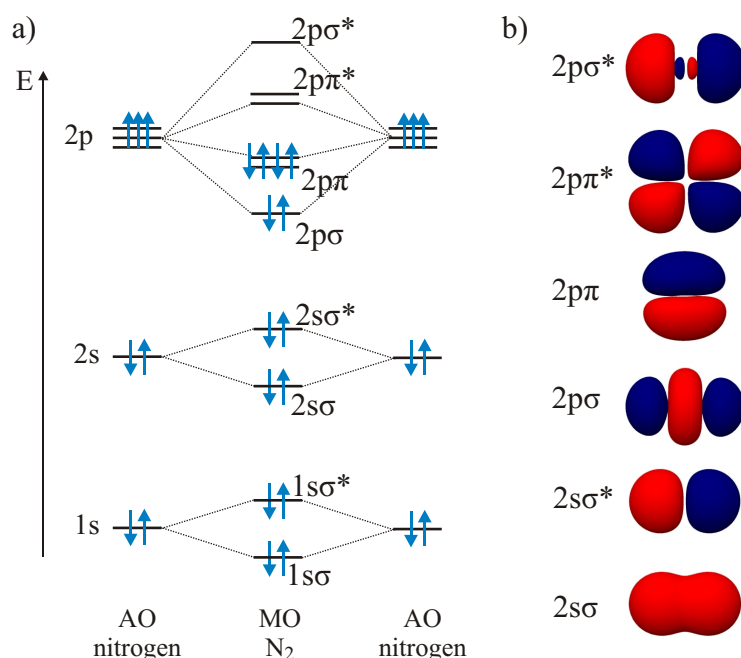 a)
E
2pσ*
2pπ*
2p
2pπ
2pσ
2sσ*
2s
2sσ
1sσ*
1s
1sσ
AO
nitrogen
MO
N₂
AO
nitrogen
b)
2pσ*
2pπ*
2pπ
2pσ
2sσ*
2sσ